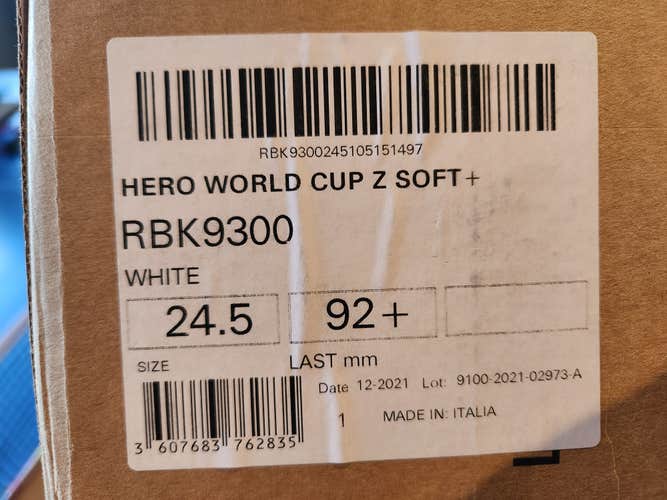 RBK9300245105151497
HERO WORLD CUP Z SOFT+
RBK9300
WHITE
24.5 92+
SIZE LAST mm
Date 12-2021 Lot: 9100-2021-02973-A
1 MADE IN: ITALIA
3 607683 762835